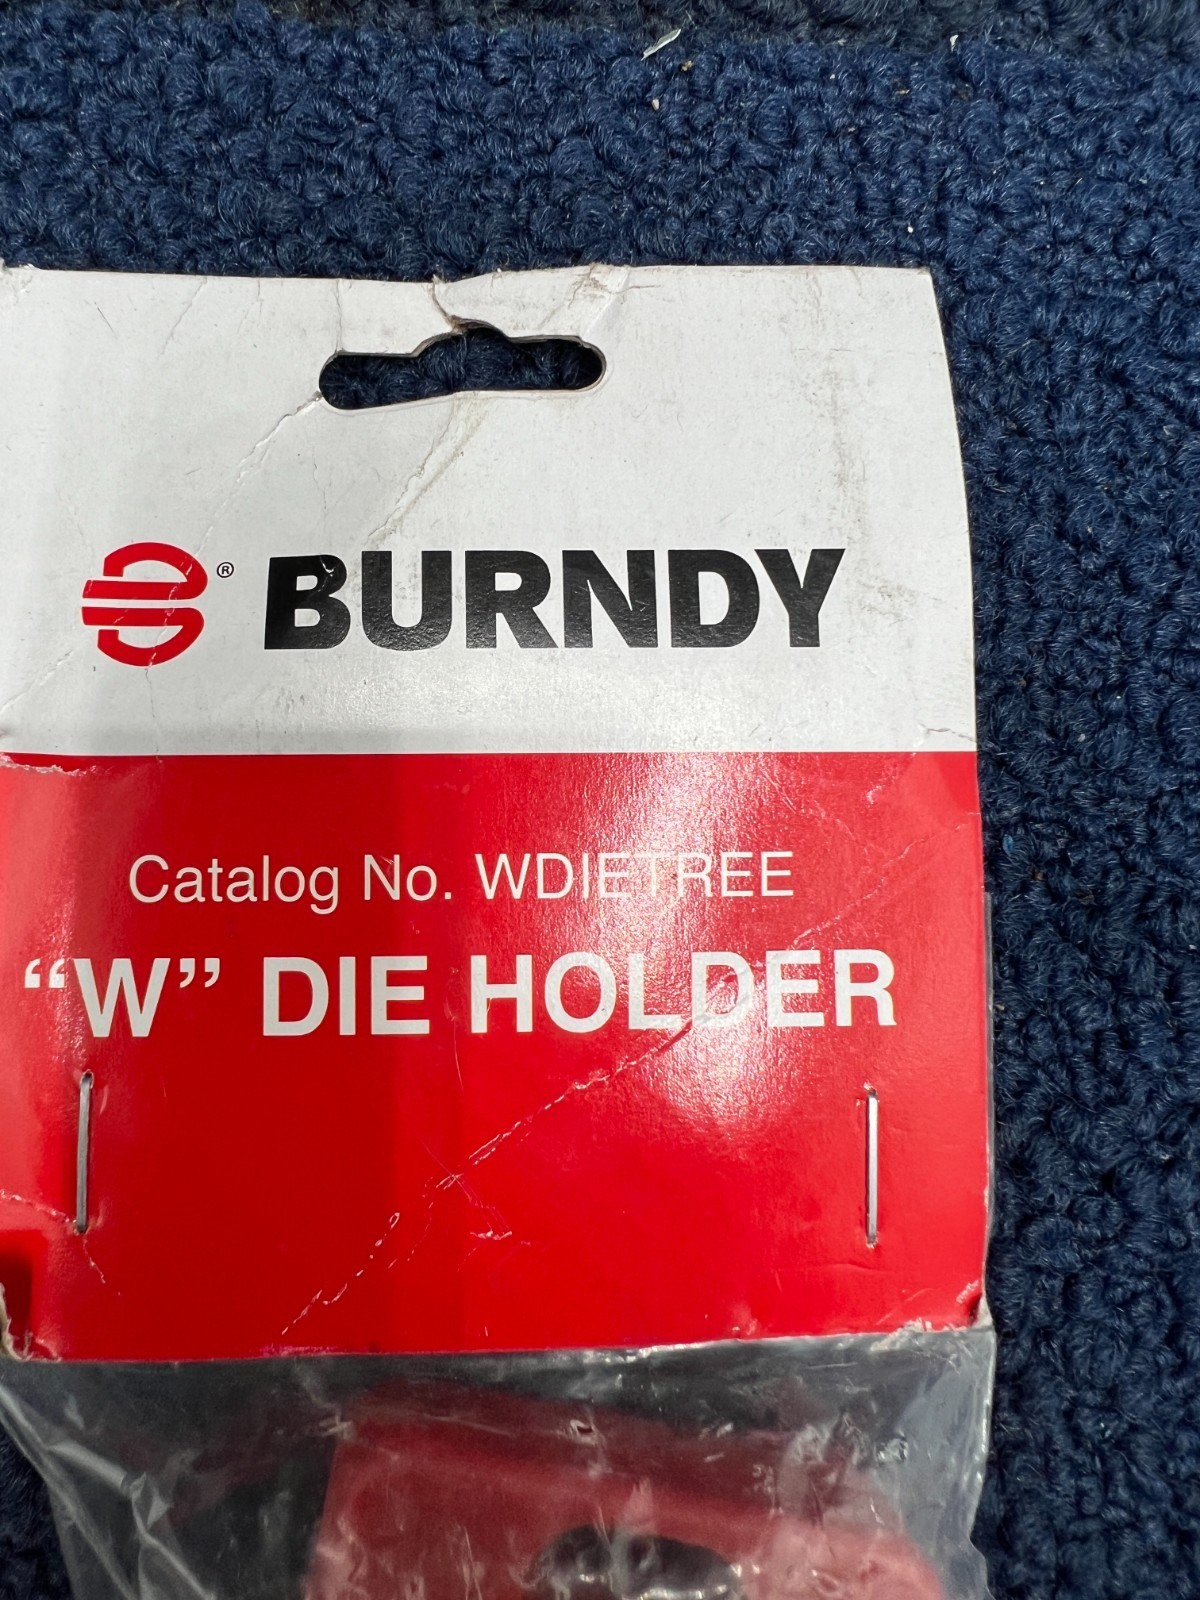 ® BURNDY
Catalog No. WDIETREE
“W” DIE HOLDER